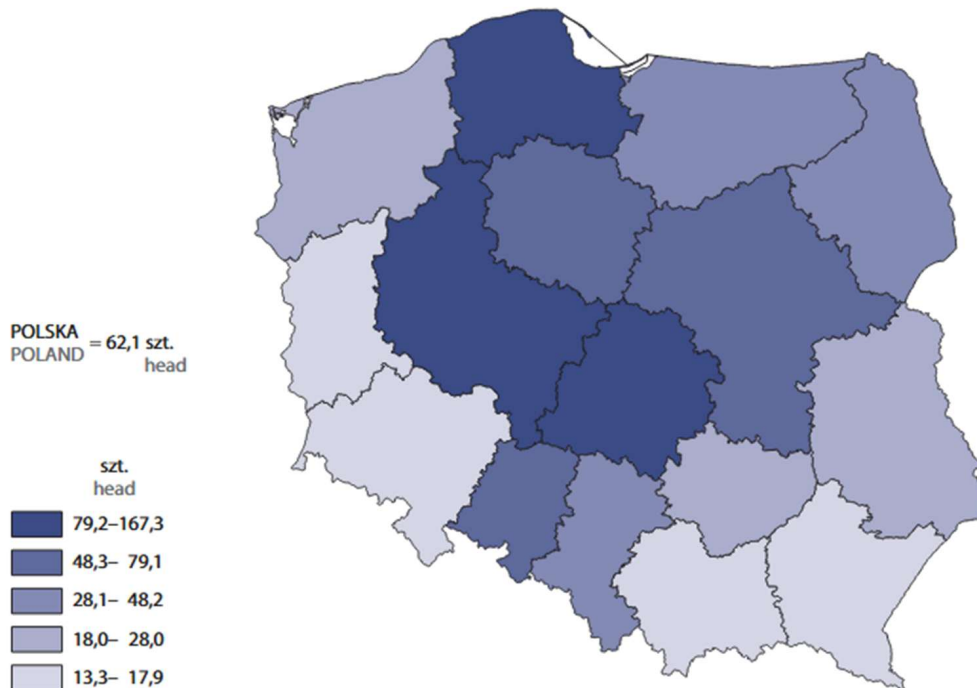 POLSKA
POLAND = 62,1 szt.
head
szt.
head
79,2–167,3
48,3– 79,1
28,1– 48,2
18,0– 28,0
13,3– 17,9